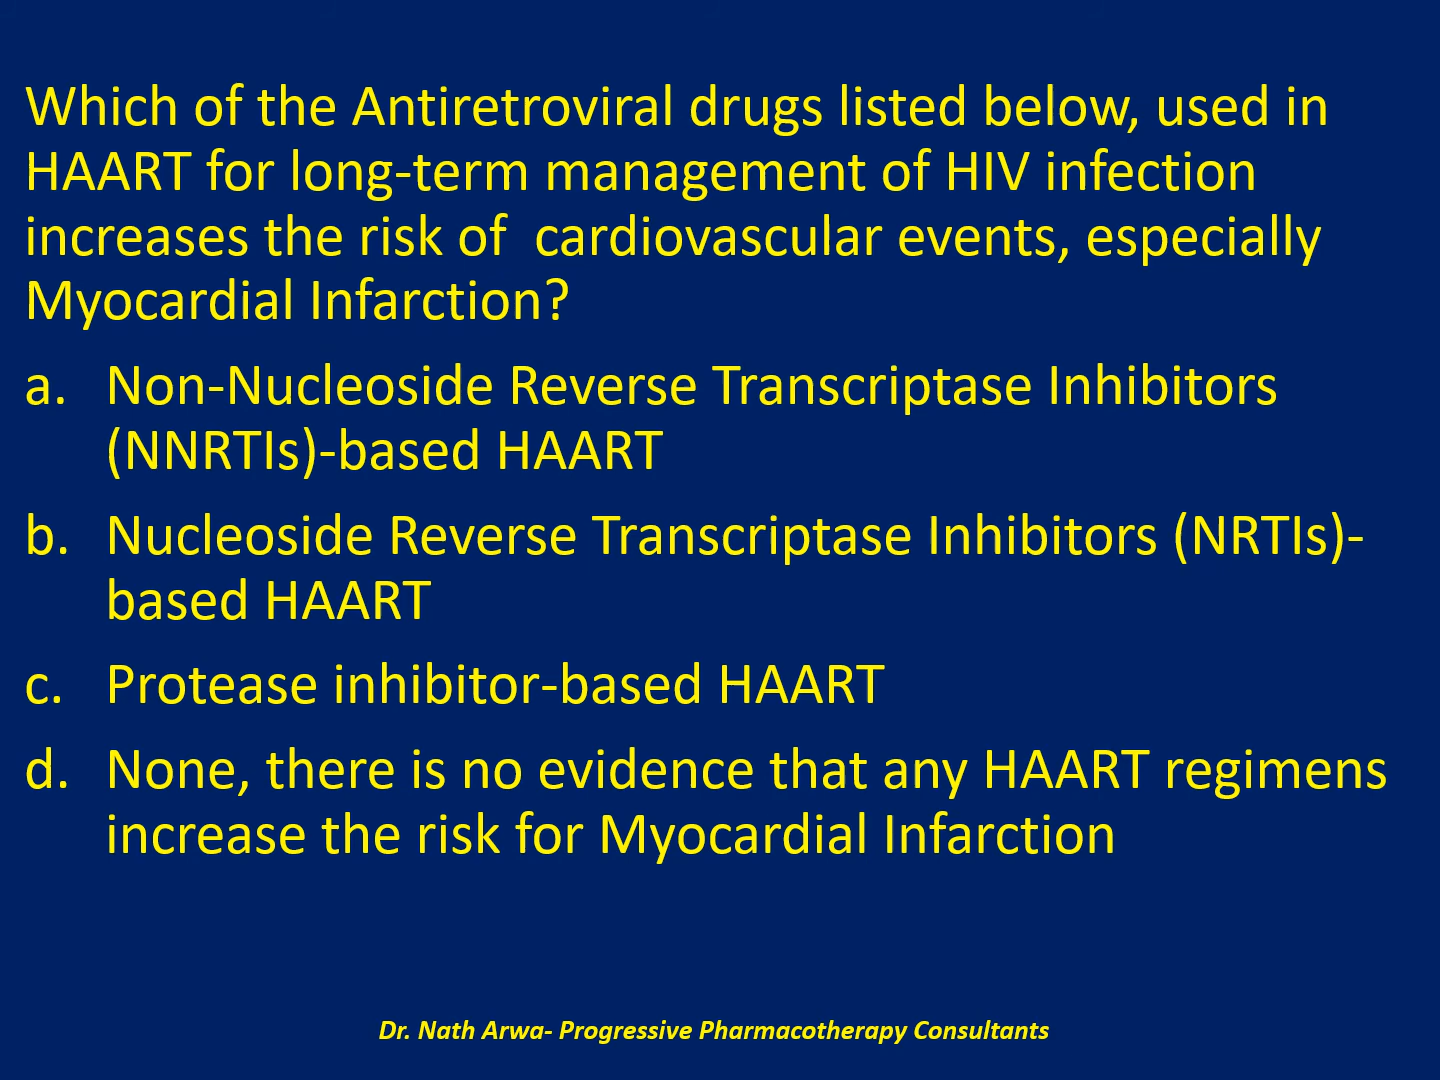 Which of the Antiretroviral drugs listed below, used in
HAART for long-term management of HIV infection
increases the risk of  cardiovascular events, especially
Myocardial Infarction?
a. Non-Nucleoside Reverse Transcriptase Inhibitors
(NNRTIs)-based HAART
b. Nucleoside Reverse Transcriptase Inhibitors (NRTIs)-
based HAART
c. Protease inhibitor-based HAART
d. None, there is no evidence that any HAART regimens
increase the risk for Myocardial Infarction
Dr. Nath Arwa- Progressive Pharmacotherapy Consultants